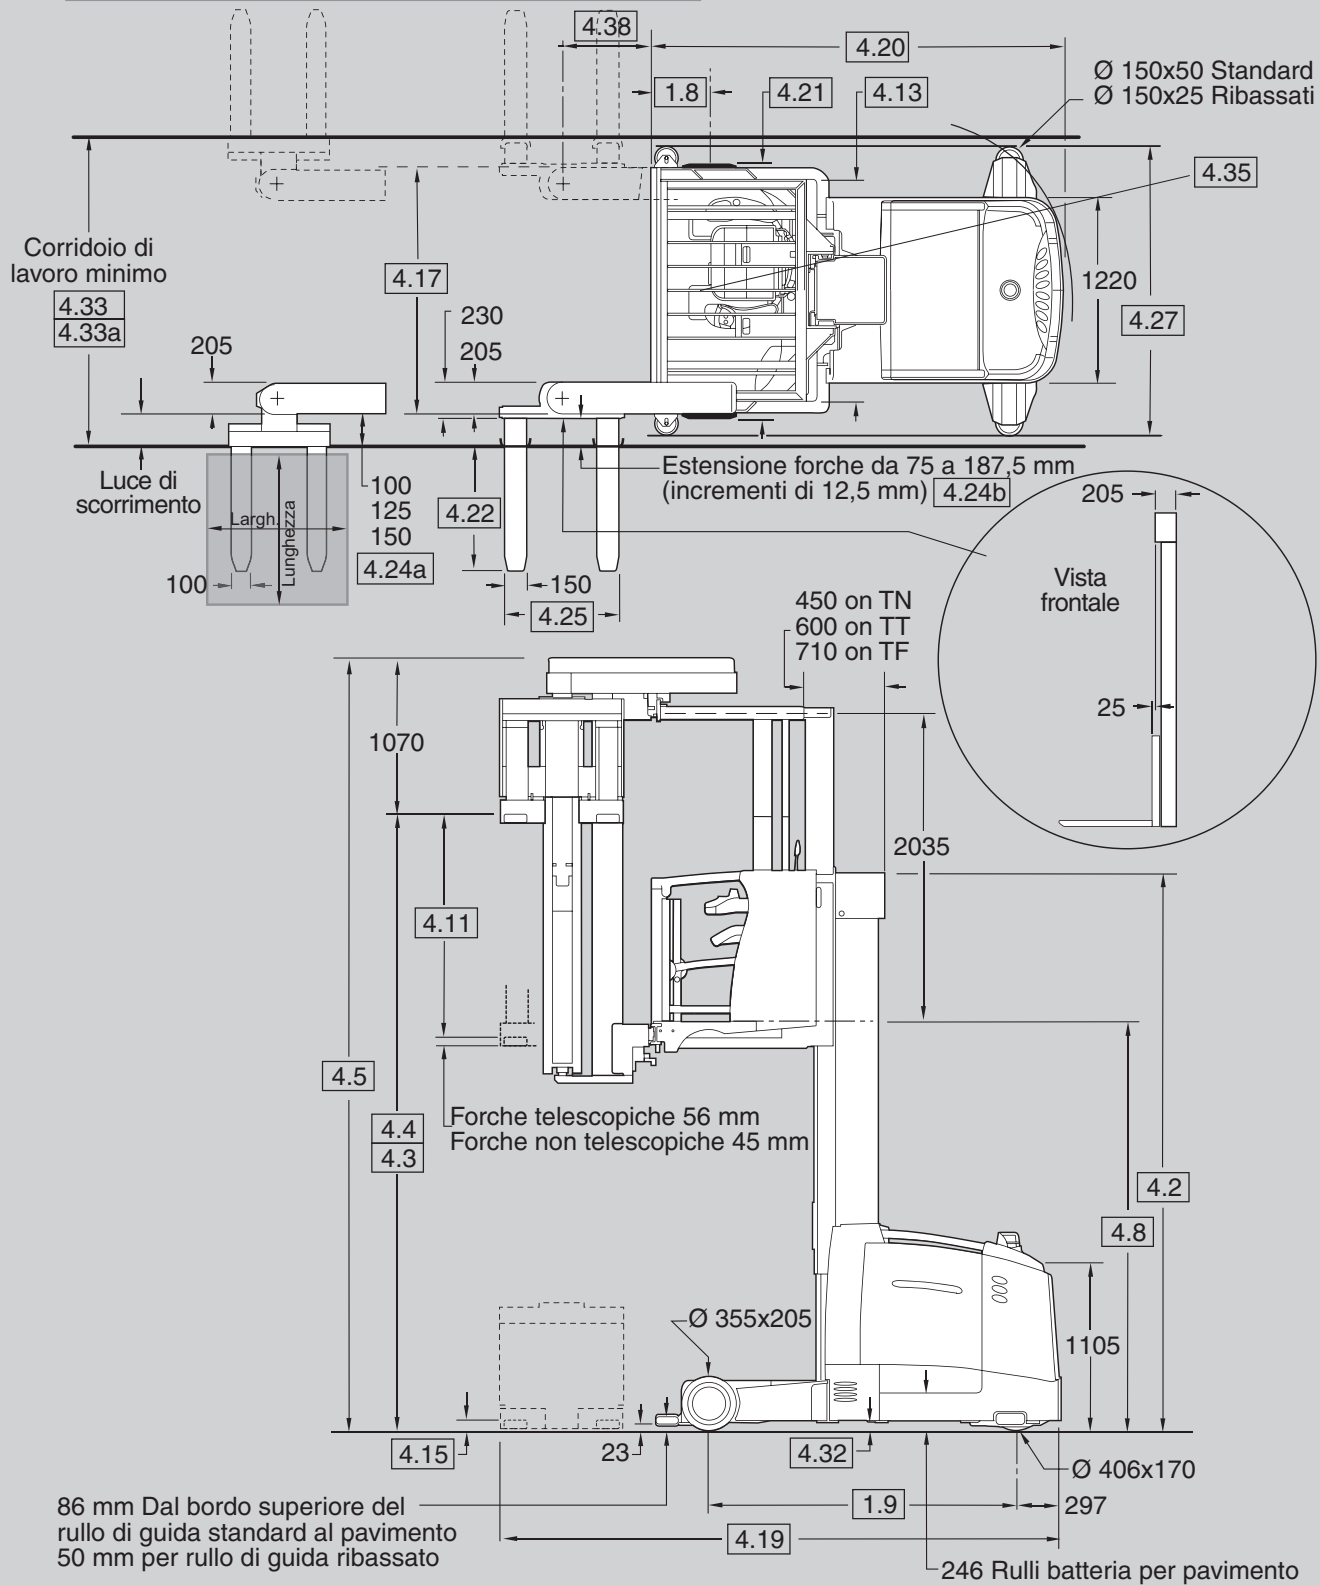 4.38
4.20
Ø 150x50 Standard
Ø 150x25 Ribassati
1.8
4.21
4.13
4.35
Corridoio di
lavoro minimo
4.33
4.33a
4.17
1220
4.27
230
205
205
Luce di
scorrimento
Largh.
Lunghezza
100
100
125
150
4.24a
4.22
Estensione forche da 75 a 187,5 mm
(incrementi di 12,5 mm) 4.24b
150
4.25
205
Vista
frontale
25
450 on TN
600 on TT
710 on TF
1070
2035
4.11
4.5
4.4
4.3
Forche telescopiche 56 mm
Forche non telescopiche 45 mm
4.2
4.8
Ø 355x205
1105
4.15
23
4.32
Ø 406x170
1.9
297
4.19
86 mm Dal bordo superiore del
rullo di guida standard al pavimento
50 mm per rullo di guida ribassato
246 Rulli batteria per pavimento